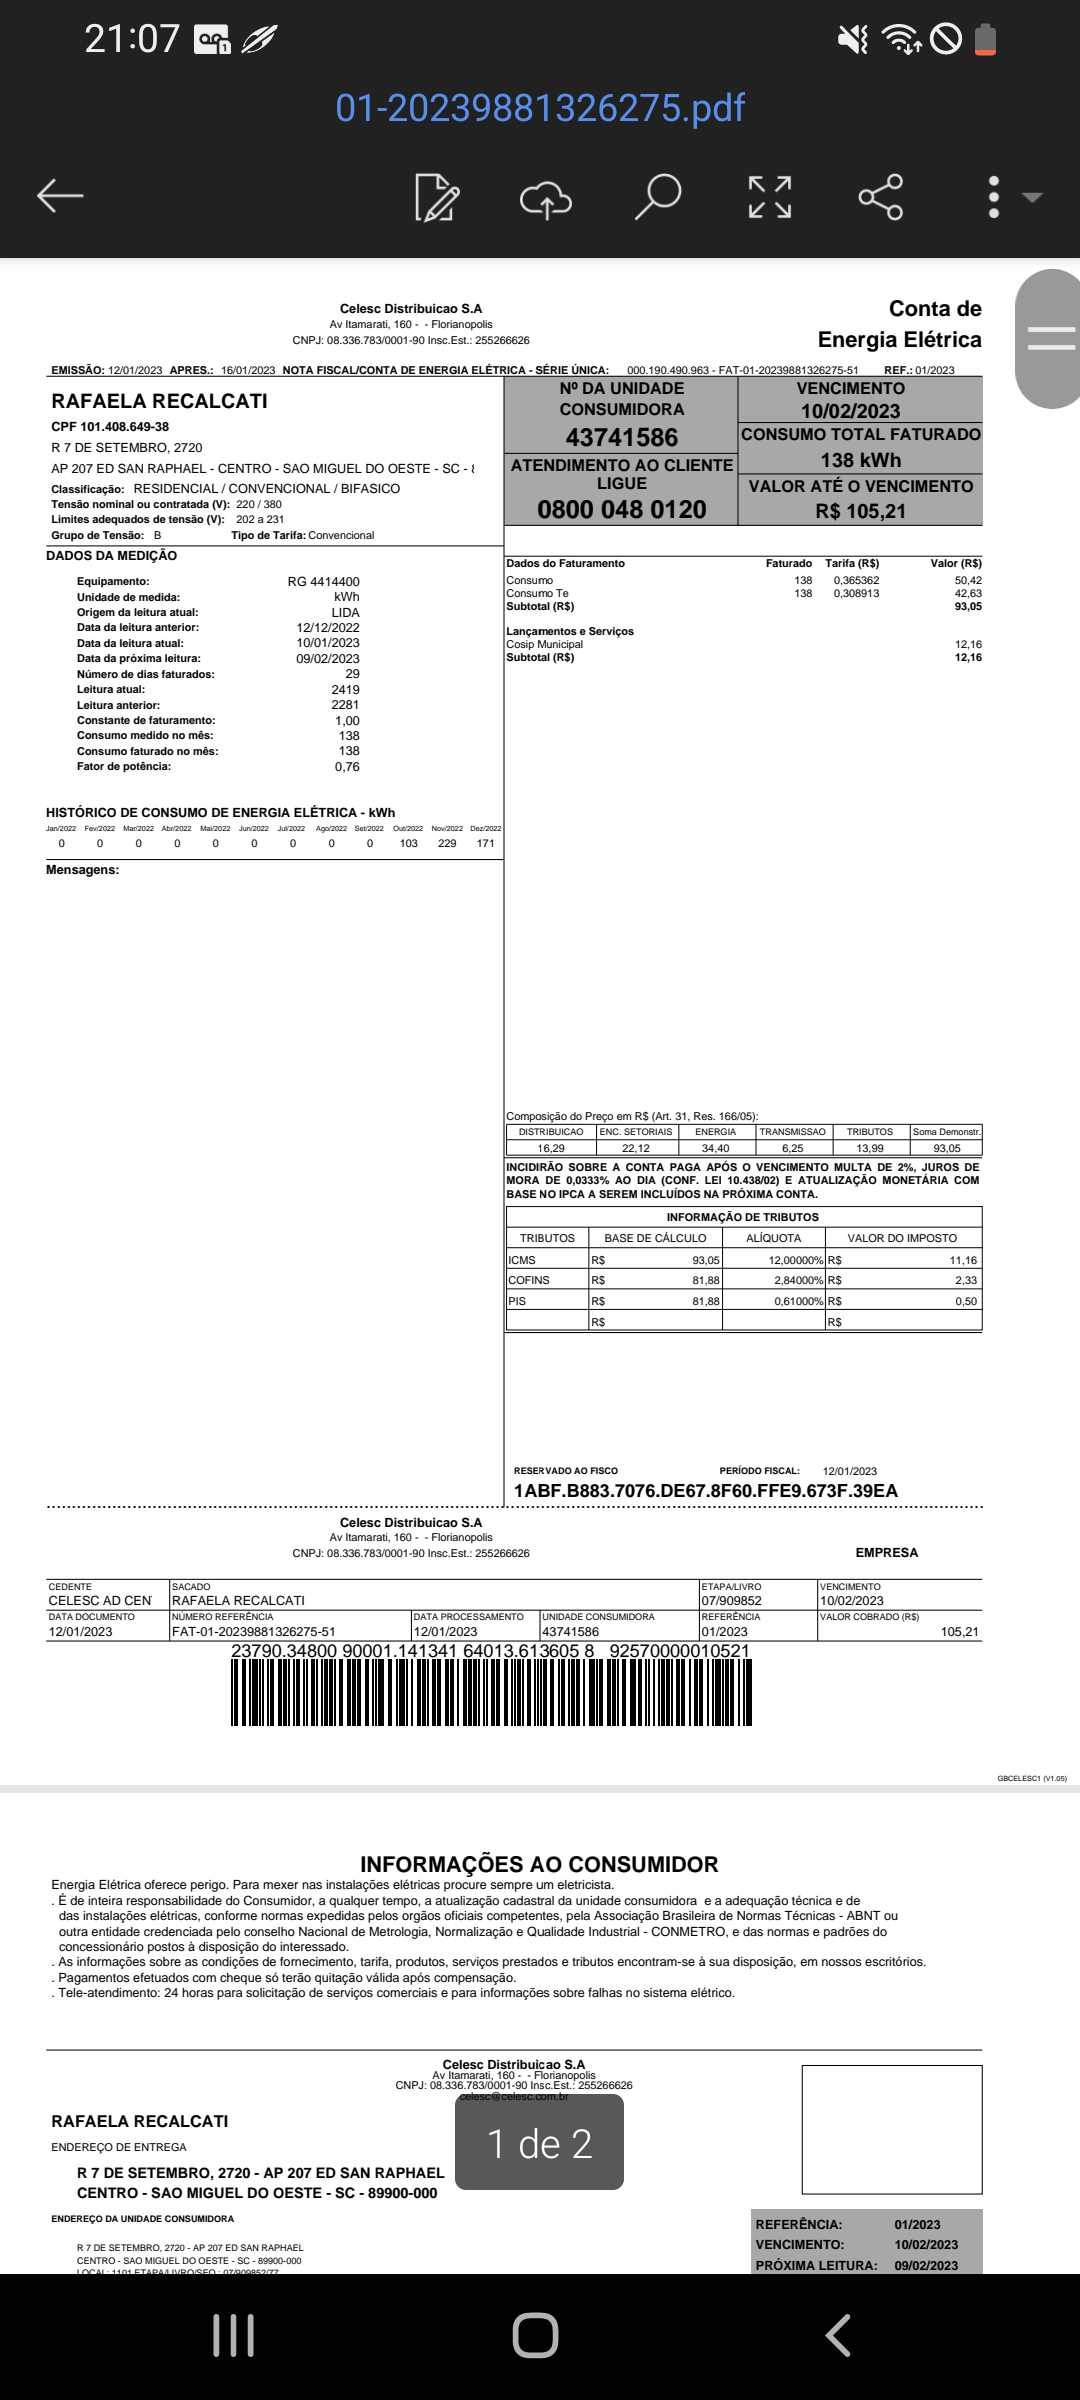 21:07
01-20239881326275.pdf
Celesc Distribuicao S.A
Av Itamarati, 160 - - Florianopolis
CNPJ: 08.336.783/0001-90 Insc.Est.: 255266626
Conta de
Energia Elétrica
EMISSÃO: 12/01/2023 APRES.: 16/01/2023 NOTA FISCAL/CONTA DE ENERGIA ELÉTRICA - SÉRIE ÚNICA: 000.190.490.963 - FAT-01-20239881326275-51 REF.: 01/2023
RAFAELA RECALCATI
CPF 101.408.649-38
R 7 DE SETEMBRO, 2720
AP 207 ED SAN RAPHAEL - CENTRO - SAO MIGUEL DO OESTE - SC -
Classificação: RESIDENCIAL / CONVENCIONAL / BIFASICO
Tensão nominal ou contratada (V): 220 / 380
Limites adequados de tensão (V): 202 a 231
Grupo de Tensão: B Tipo de Tarifa: Convencional
Nº DA UNIDADE
CONSUMIDORA
43741586
ATENDIMENTO AO CLIENTE
LIGUE
0800 048 0120
VENCIMENTO
10/02/2023
CONSUMO TOTAL FATURADO
138 kWh
VALOR ATÉ O VENCIMENTO
R$ 105,21
DADOS DA MEDIÇÃO
Equipamento: RG 4414400
Unidade de medida: kWh
Origem da leitura atual: LIDA
Data da leitura anterior: 12/12/2022
Data da leitura atual: 10/01/2023
Data da próxima leitura: 09/02/2023
Número de dias faturados: 29
Leitura atual: 2419
Leitura anterior: 2281
Constante de faturamento: 1,00
Consumo medido no mês: 138
Consumo faturado no mês: 138
Fator de potência: 0,76
HISTÓRICO DE CONSUMO DE ENERGIA ELÉTRICA - kWh
Jan/2022 Fev/2022 Mar/2022 Abr/2022 Mai/2022 Jun/2022 Jul/2022 Ago/2022 Set/2022 Out/2022 Nov/2022 Dez/2022
0 0 0 0 0 0 0 0 0 103 229 171
Mensagens:
Dados do Faturamento Faturado Tarifa (R$) Valor (R$)
Consumo 138 0,365362 50,42
Consumo Te 138 0,308913 42,63
Subtotal (R$) 93,05
Lançamentos e Serviços
Cosip Municipal 12,16
Subtotal (R$) 12,16
Composição do Preço em R$ (Art. 31, Res. 166/05):
DISTRIBUICAO ENC. SETORIAIS ENERGIA TRANSMISSAO TRIBUTOS Soma Demonstr.
16,29 22,12 34,40 6,25 13,99 93,05
INCIDIRÃO SOBRE A CONTA PAGA APÓS O VENCIMENTO MULTA DE 2%, JUROS DE
MORA DE 0,0333% AO DIA (CONF. LEI 10.438/02) E ATUALIZAÇÃO MONETÁRIA COM
BASE NO IPCA A SEREM INCLUÍDOS NA PRÓXIMA CONTA.
INFORMAÇÃO DE TRIBUTOS
TRIBUTOS BASE DE CÁLCULO ALÍQUOTA VALOR DO IMPOSTO
ICMS R$ 93,05 12,00000% R$ 11,16
COFINS R$ 81,88 2,84000% R$ 2,33
PIS R$ 81,88 0,61000% R$ 0,50
R$ R$
RESERVADO AO FISCO PERÍODO FISCAL: 12/01/2023
1ABF.B883.7076.DE67.8F60.FFE9.673F.39EA
Celesc Distribuicao S.A
Av Itamarati, 160 - - Florianopolis
CNPJ: 08.336.783/0001-90 Insc.Est.: 255266626
EMPRESA
CEDENTE SACADO ETAPA/LIVRO VENCIMENTO
CELESC AD CEN RAFAELA RECALCATI 07/909852 10/02/2023
DATA DOCUMENTO NÚMERO REFERÊNCIA DATA PROCESSAMENTO UNIDADE CONSUMIDORA REFERÊNCIA VALOR COBRADO (R$)
12/01/2023 FAT-01-20239881326275-51 12/01/2023 43741586 01/2023 105,21
23790.34800 90001.141341 64013.613605 8 92570000010521
GBCELESC1 (V1.05)
INFORMAÇÕES AO CONSUMIDOR
Energia Elétrica oferece perigo. Para mexer nas instalações elétricas procure sempre um eletricista.
. É de inteira responsabilidade do Consumidor, a qualquer tempo, a atualização cadastral da unidade consumidora e a adequação técnica e de
das instalações elétricas, conforme normas expedidas pelos orgãos oficiais competentes, pela Associação Brasileira de Normas Técnicas - ABNT ou
outra entidade credenciada pelo conselho Nacional de Metrologia, Normalização e Qualidade Industrial - CONMETRO, e das normas e padrões do
concessionário postos à disposição do interessado.
. As informações sobre as condições de fornecimento, tarifa, produtos, serviços prestados e tributos encontram-se à sua disposição, em nossos escritórios.
. Pagamentos efetuados com cheque só terão quitação válida após compensação.
. Tele-atendimento: 24 horas para solicitação de serviços comerciais e para informações sobre falhas no sistema elétrico.
Celesc Distribuicao S.A
Av Itamarati, 160 - - Florianopolis
CNPJ: 08.336.783/0001-90 Insc.Est.: 255266626
celesc@celesc.com.br
RAFAELA RECALCATI
1 de 2
ENDEREÇO DE ENTREGA
R 7 DE SETEMBRO, 2720 - AP 207 ED SAN RAPHAEL
CENTRO - SAO MIGUEL DO OESTE - SC - 89900-000
ENDEREÇO DA UNIDADE CONSUMIDORA
R 7 DE SETEMBRO, 2720 - AP 207 ED SAN RAPHAEL
CENTRO - SAO MIGUEL DO OESTE - SC - 89900-000
LOCAL: 1101 ETAPA/LIVRO/SEQ.: 07/909852/77
REFERÊNCIA: 01/2023
VENCIMENTO: 10/02/2023
PRÓXIMA LEITURA: 09/02/2023